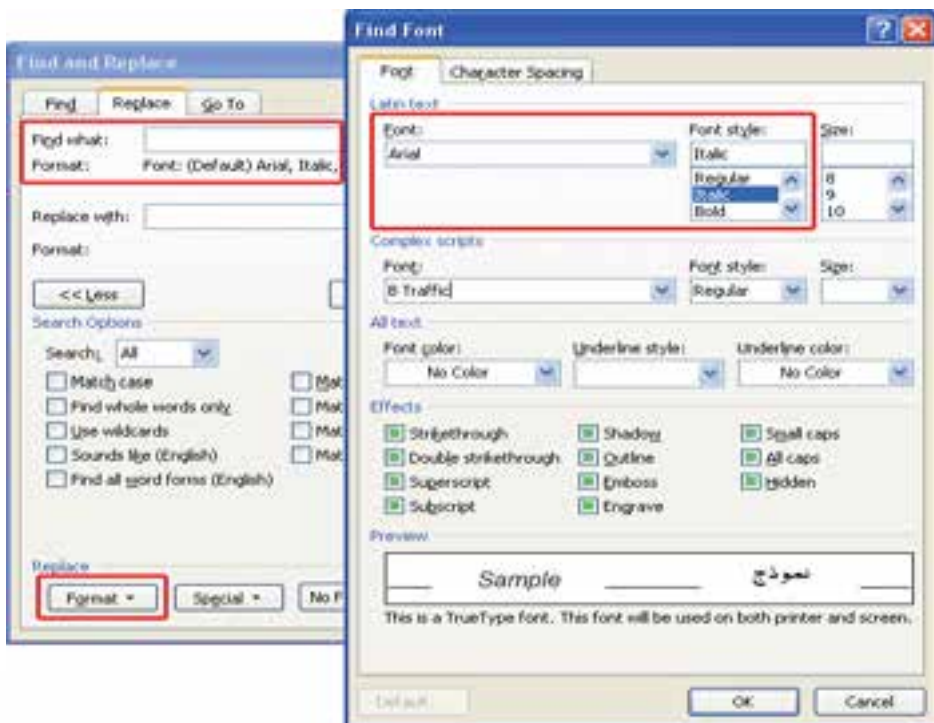 Find and Replace
Find
Replace
Go To
Find what:
Format: Font: (Default) Arial, Italic,
Replace with:
Format:
<< Less
Search Options
Search: All
Match case
Find whole words only
Use wildcards
Sounds like (English)
Find all word forms (English)
Mat
Mat
Mat
Mat
Replace
Format
Special
No F
Find Font
Font
Character Spacing
Latin text
Font: Font style: Size:
Arial Italic
Regular 8
Italic 9
Bold 10
Complex scripts
Font: Font style: Size:
B Traffic Regular
All text
Font color: Underline style: Underline color:
No Color No Color
Effects
Strikethrough Shadow Small caps
Double strikethrough Outline All caps
Superscript Emboss Hidden
Subscript Engrave
Preview
Sample نموذج
This is a TrueType font. This font will be used on both printer and screen.
Default...
OK Cancel